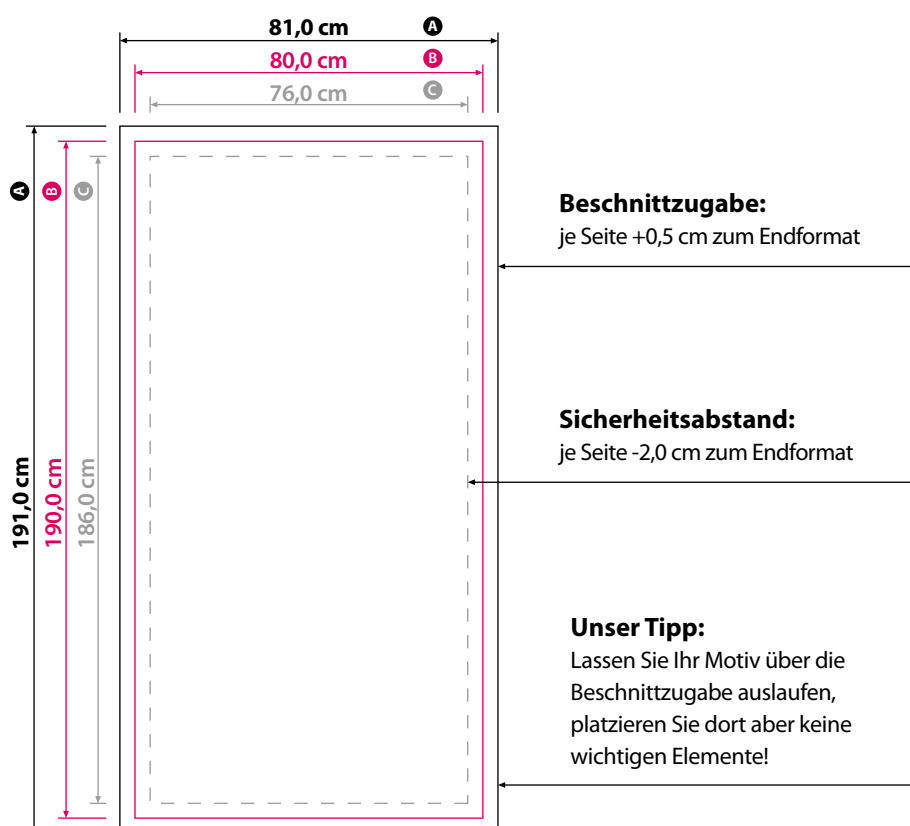 81,0 cm A
80,0 cm B
76,0 cm C
A B C
191,0 cm
190,0 cm
186,0 cm
Beschnittzugabe:
je Seite +0,5 cm zum Endformat
Sicherheitsabstand:
je Seite -2,0 cm zum Endformat
Unser Tipp:
Lassen Sie Ihr Motiv über die
Beschnittzugabe auslaufen,
platzieren Sie dort aber keine
wichtigen Elemente!